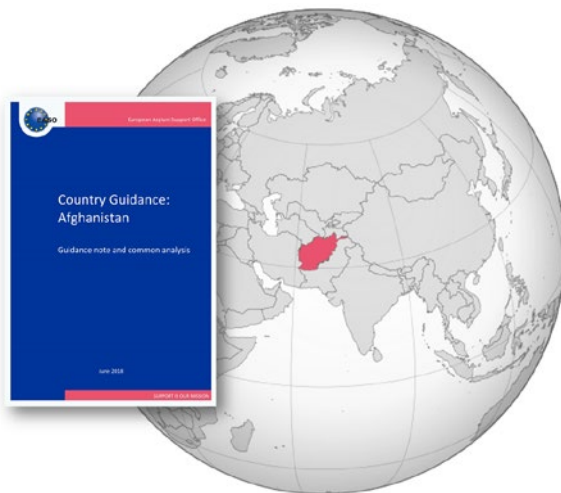 EASO
European Asylum Support Office
Country Guidance:
Afghanistan
Guidance note and common analysis
June 2018
SUPPORT IS OUR MISSION